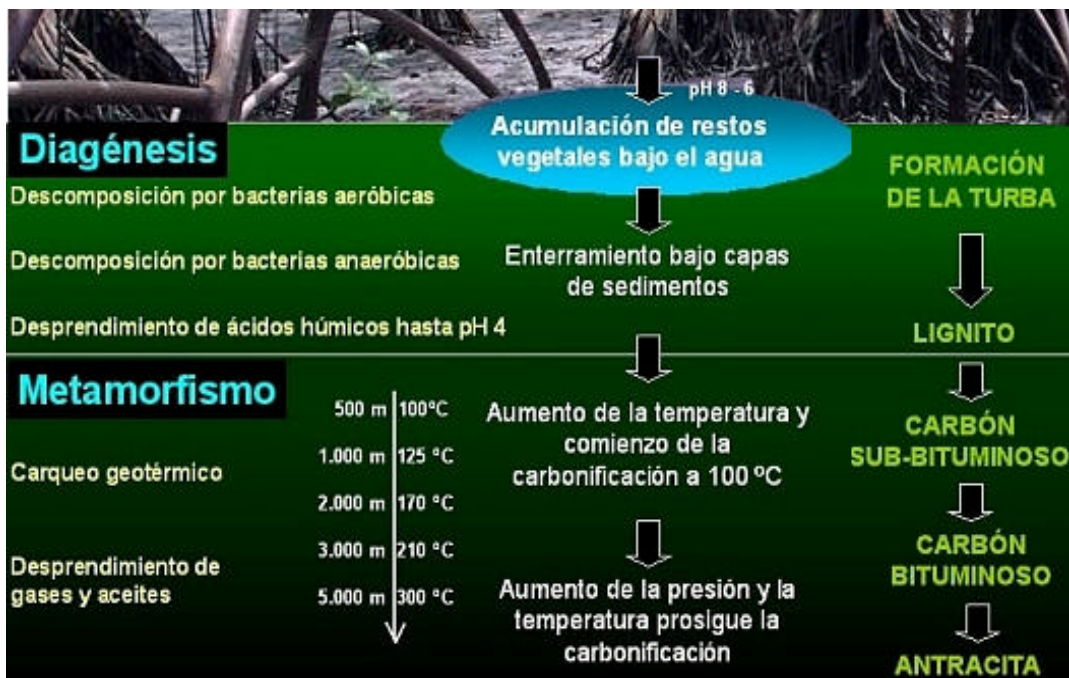 pH 8 - 6
Acumulación de restos
vegetales bajo el agua
Diagénesis
Descomposición por bacterias aeróbicas
Descomposición por bacterias anaeróbicas
Desprendimiento de ácidos húmicos hasta pH 4
Enterramiento bajo capas
de sedimentos
FORMACIÓN
DE LA TURBA
LIGNITO
Metamorfismo
Carqueo geotérmico
Desprendimiento de
gases y aceites
500 m 100ºC
1.000 m 125 °C
2.000 m 170 °C
3.000 m 210 °C
5.000 m 300 °C
Aumento de la temperatura y
comienzo de la
carbonificación a 100 ºC
Aumento de la presión y la
temperatura prosigue la
carbonificación
CARBÓN
SUB-BITUMINOSO
CARBÓN
BITUMINOSO
ANTRACITA